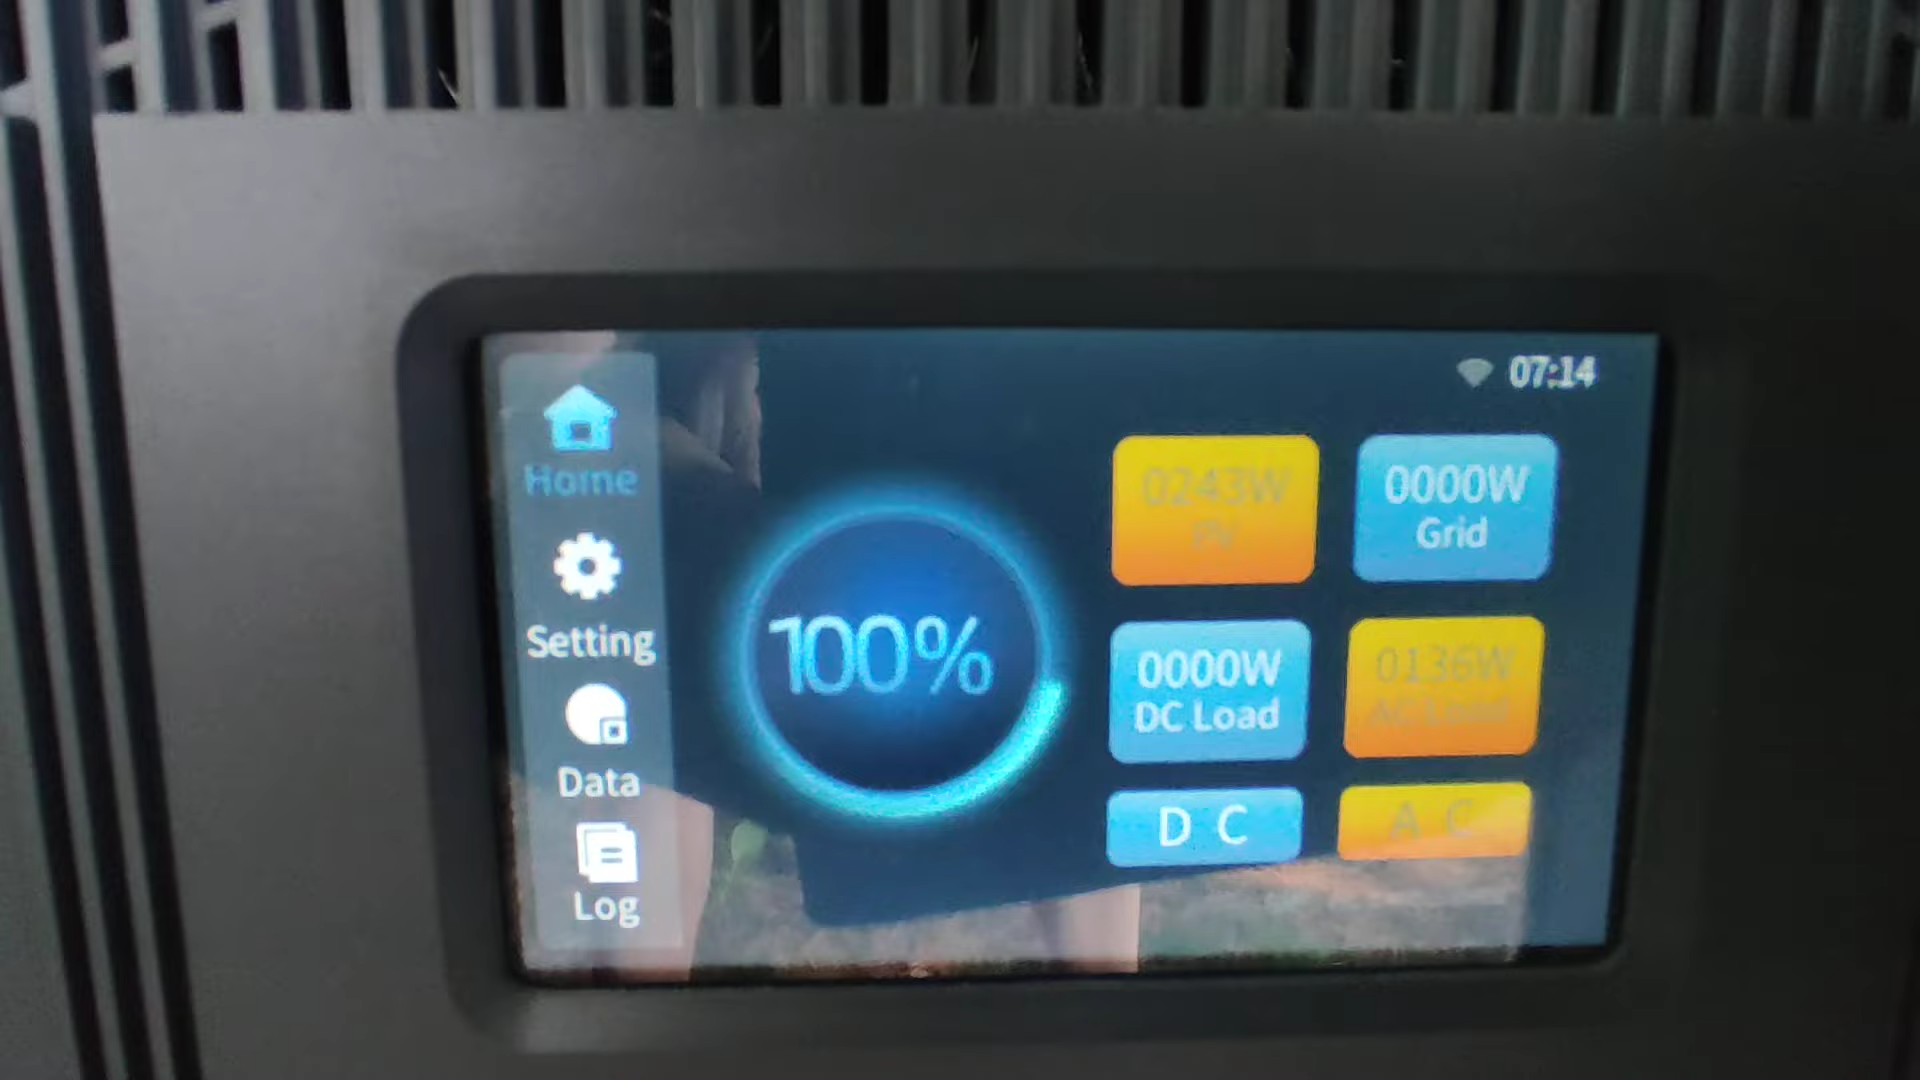 07:14
Home
Setting
Data
Log
100%
0243W
PV
0000W
Grid
0000W
DC Load
0136W
AC Load
D C
A C